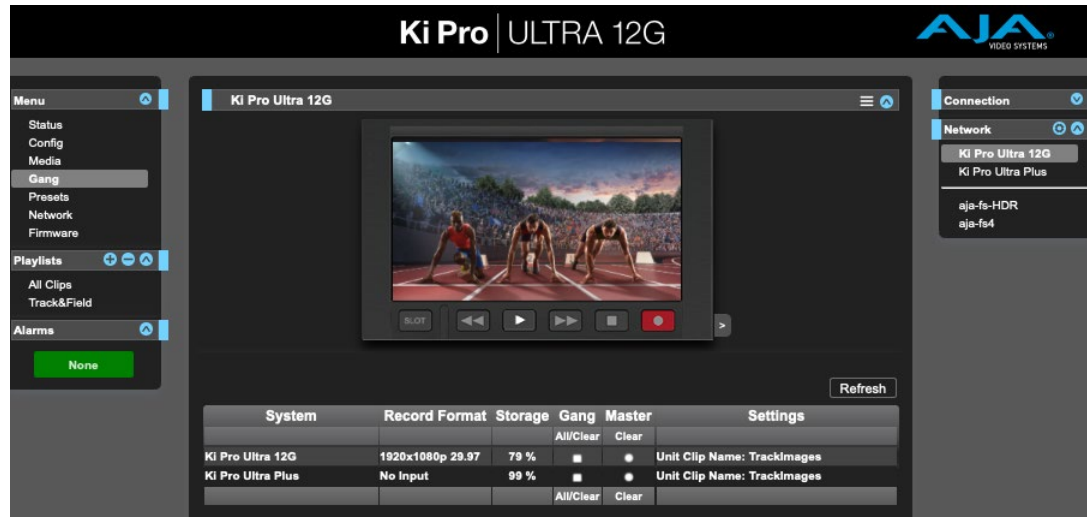 Ki Pro ULTRA 12G
AJA
VIDEO SYSTEMS
Menu
Status
Config
Media
Gang
Presets
Network
Firmware
Playlists
All Clips
Track&Field
Alarms
None
Ki Pro Ultra 12G
SLOT
>
Refresh
System Record Format Storage Gang Master Settings
All/Clear Clear
Ki Pro Ultra 12G 1920x1080p 29.97 79 % Unit Clip Name: TrackImages
Ki Pro Ultra Plus No Input 99 % Unit Clip Name: TrackImages
All/Clear Clear
Connection
Network
Ki Pro Ultra 12G
Ki Pro Ultra Plus
aja-fs-HDR
aja-fs4